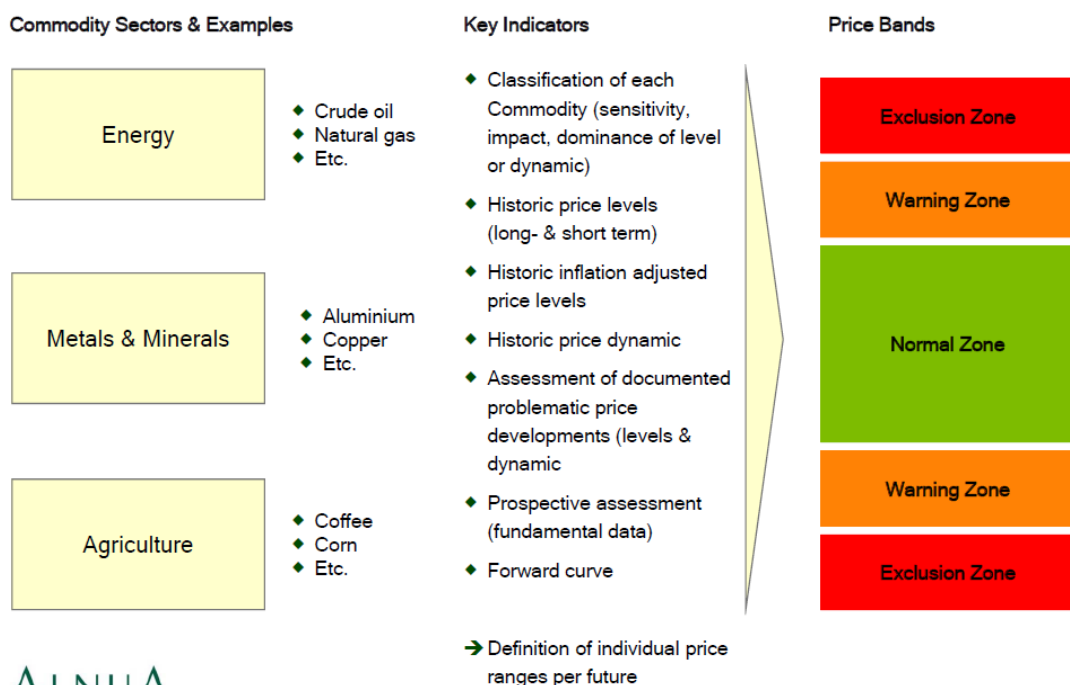 Commodity Sectors & Examples
Key Indicators
Price Bands
Energy
◆ Crude oil
◆ Natural gas
◆ Etc.
Metals & Minerals
◆ Aluminium
◆ Copper
◆ Etc.
Agriculture
◆ Coffee
◆ Corn
◆ Etc.
◆ Classification of each
Commodity (sensitivity,
impact, dominance of level
or dynamic)
◆ Historic price levels
(long- & short term)
◆ Historic inflation adjusted
price levels
◆ Historic price dynamic
◆ Assessment of documented
problematic price
developments (levels &
dynamic
◆ Prospective assessment
(fundamental data)
◆ Forward curve
➔ Definition of individual price
ranges per future
Exclusion Zone
Warning Zone
Normal Zone
Warning Zone
Exclusion Zone